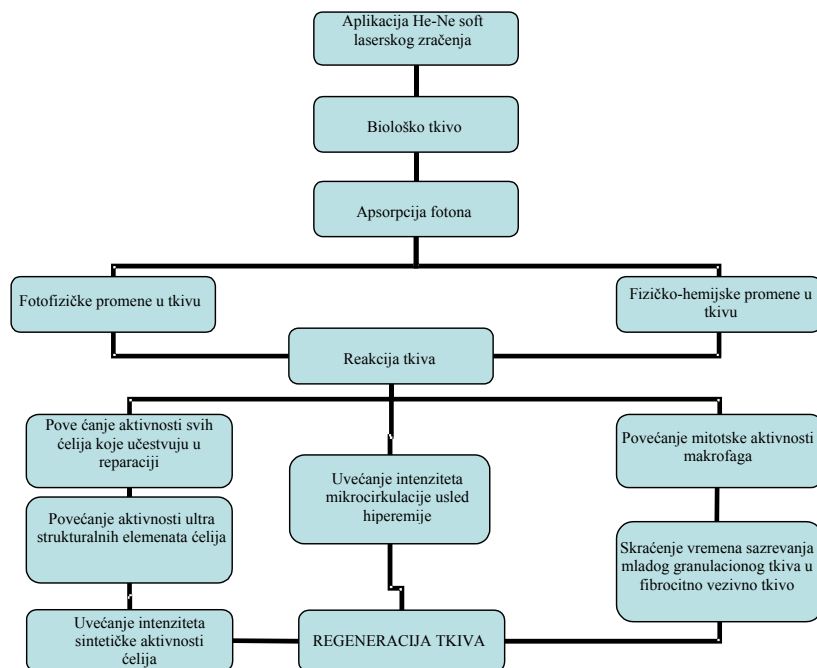 Aplikacija He-Ne soft
laserskog zračenja
Biološko tkivo
Apsorpcija fotona
Fotofizičke promene u tkivu
Fizičko-hemijske promene u
tkivu
Reakcija tkiva
Pove ćanje aktivnosti svih
ćelija koje učestvuju u
reparaciji
Uvećanje intenziteta
mikrocirkulacije usled
hiperemije
Povećanje mitotske aktivnosti
makrofaga
Povećanje aktivnosti ultra
strukturalnih elemenata ćelija
Skraćenje vremena sazrevanja
mladog granulacionog tkiva u
fibrocitno vezivno tkivo
Uvećanje intenziteta
sintetičke aktivnosti
ćelija
REGENERACIJA TKIVA